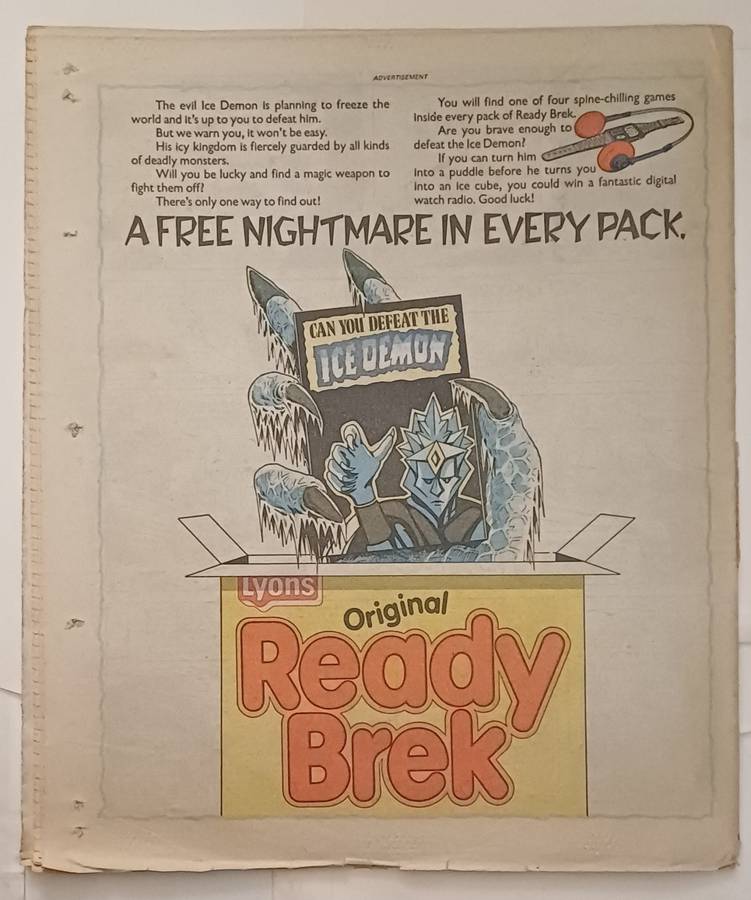 ADVERTISEMENT
The evil Ice Demon is planning to freeze the
world and it's up to you to defeat him.
But we warn you, it won't be easy.
His icy kingdom is fiercely guarded by all kinds
of deadly monsters.
Will you be lucky and find a magic weapon to
fight them off?
There's only one way to find out!
You will find one of four spine-chilling games
inside every pack of Ready Brek.
Are you brave enough to
defeat the Ice Demon?
If you can turn him
into a puddle before he turns you
into an ice cube, you could win a fantastic digital
watch radio. Good luck!
A FREE NIGHTMARE IN EVERY PACK.
CAN YOU DEFEAT THE
ICE DEMON
Lyons
Original
Ready
Brek